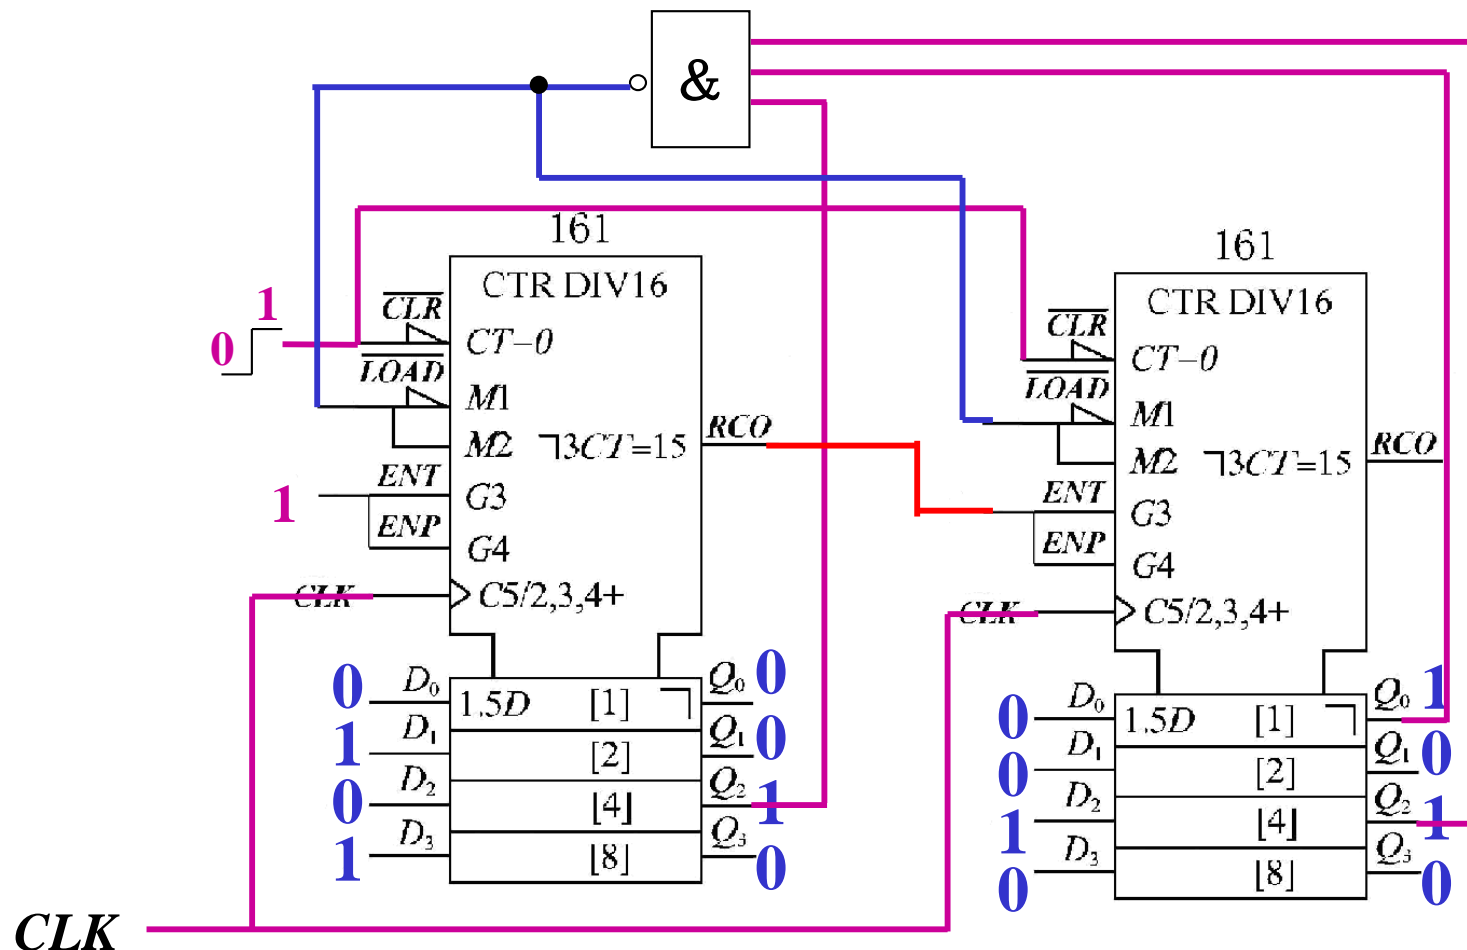 &
161
CTR DIV16
CLR
CT-0
LOAD
M1
M2
⌝3CT=15
RCO
ENT
G3
ENP
G4
CLK
C5/2,3,4+
0
1
1
D0
1.5D
[1]
Q0
D1
[2]
Q1
D2
[4]
Q2
D3
[8]
Q3
0
1
0
1
0
0
1
0
161
CTR DIV16
CLR
CT-0
LOAD
M1
M2
⌝3CT=15
RCO
ENT
G3
ENP
G4
CLK
C5/2,3,4+
D0
1.5D
[1]
Q0
D1
[2]
Q1
D2
[4]
Q2
D3
[8]
Q3
0
0
1
0
1
0
1
0
CLK